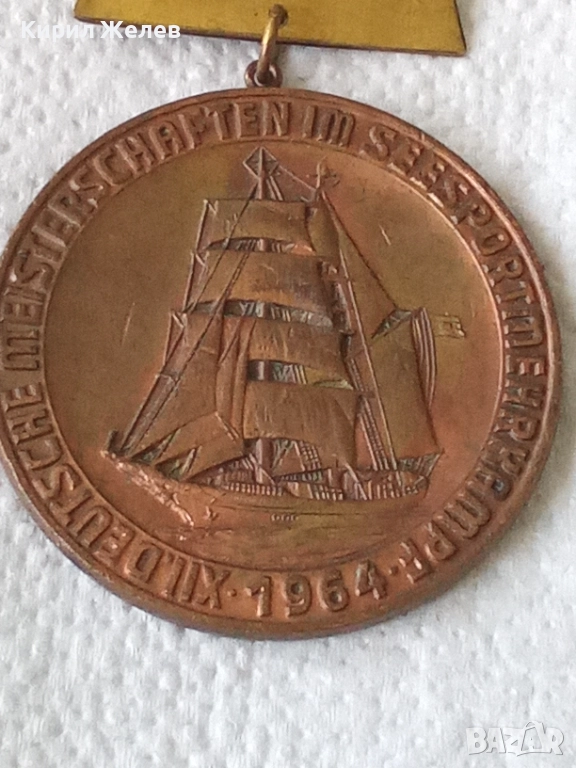 Кирил Желев
XII. DEUTSCHE MEISTERSCHAFTEN IM SEESPORTMEHRKAMPF · 1964 ·
BAZAR